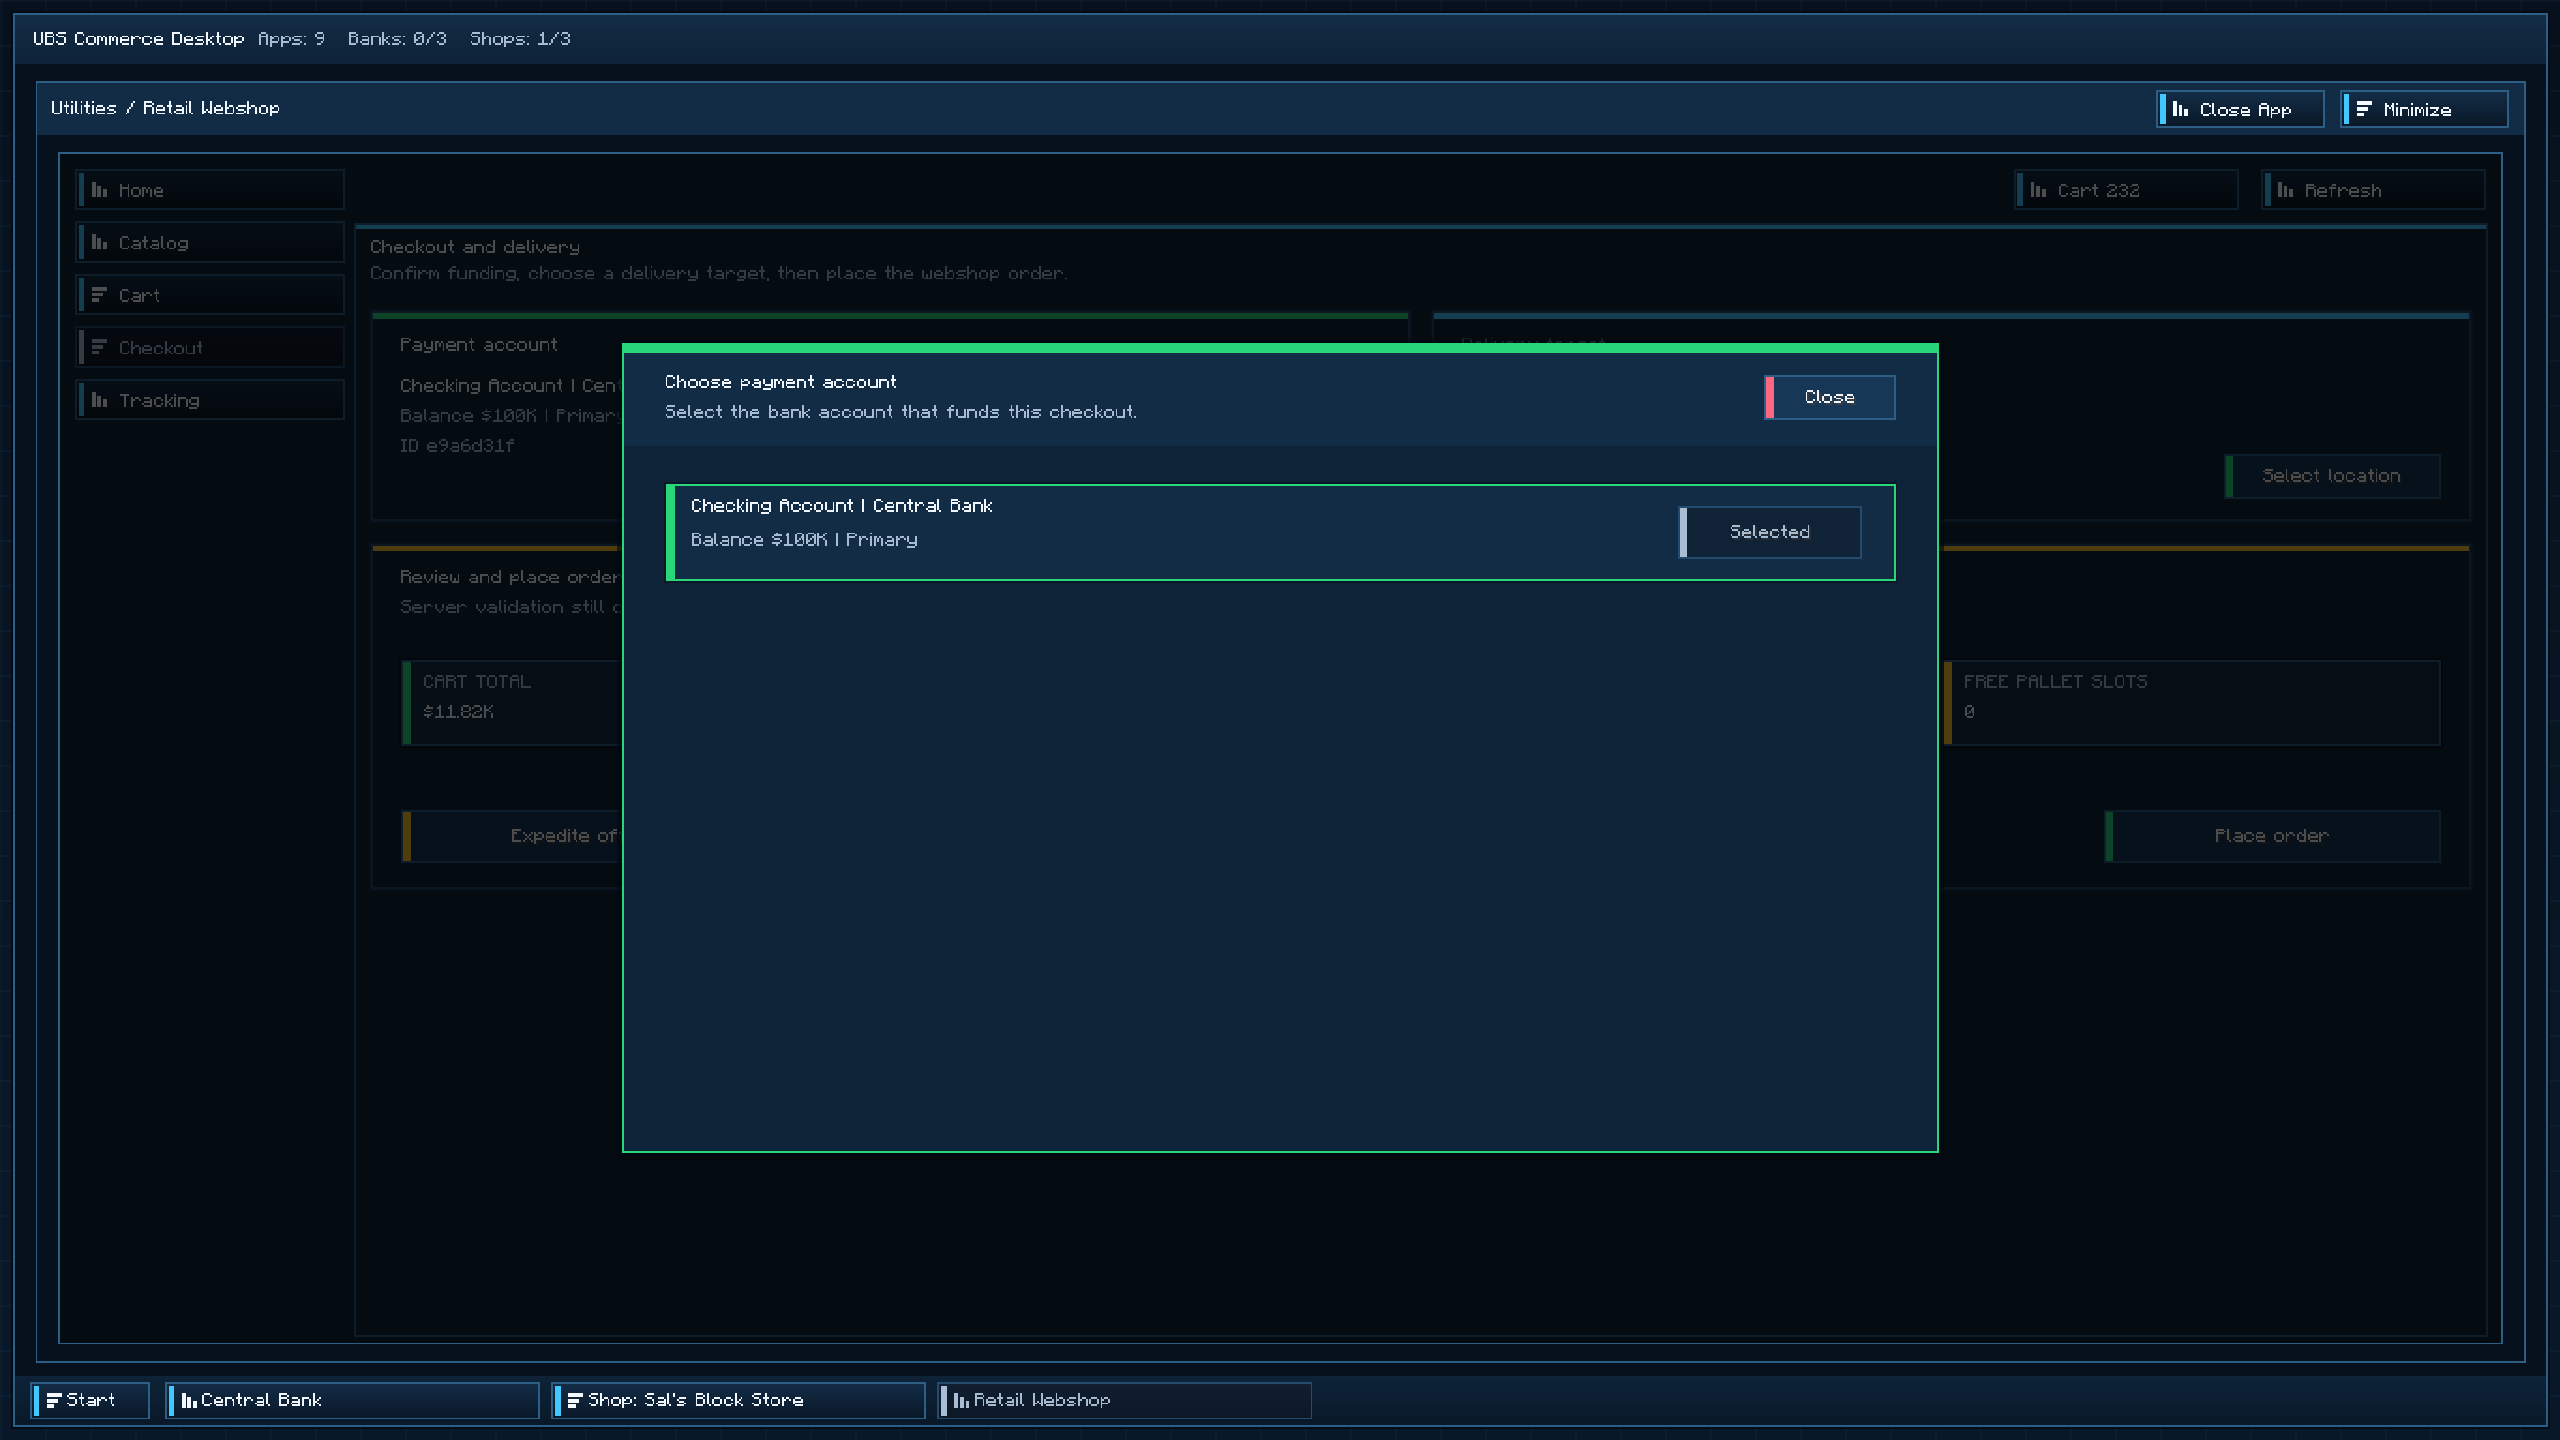 UBS Commerce Desktop Apps: 9 Banks: 0/3 Shops: 1/3
Utilities / Retail Webshop
Close App
Minimize
Home
Cart 232
Refresh
Catalog
Cart
Checkout
Tracking
Checkout and delivery
Confirm funding, choose a delivery target, then place the webshop order.
Payment account
Checking Account | Cent
Balance $100K | Primary
ID e9a6d31f
Select location
Choose payment account
Select the bank account that funds this checkout.
Close
Checking Account | Central Bank
Balance $100K | Primary
Selected
Review and place order
Server validation still
CART TOTAL
$11.82K
FREE PALLET SLOTS
0
Expedite of
Place order
Start
Central Bank
Shop: Sal's Block Store
Retail Webshop